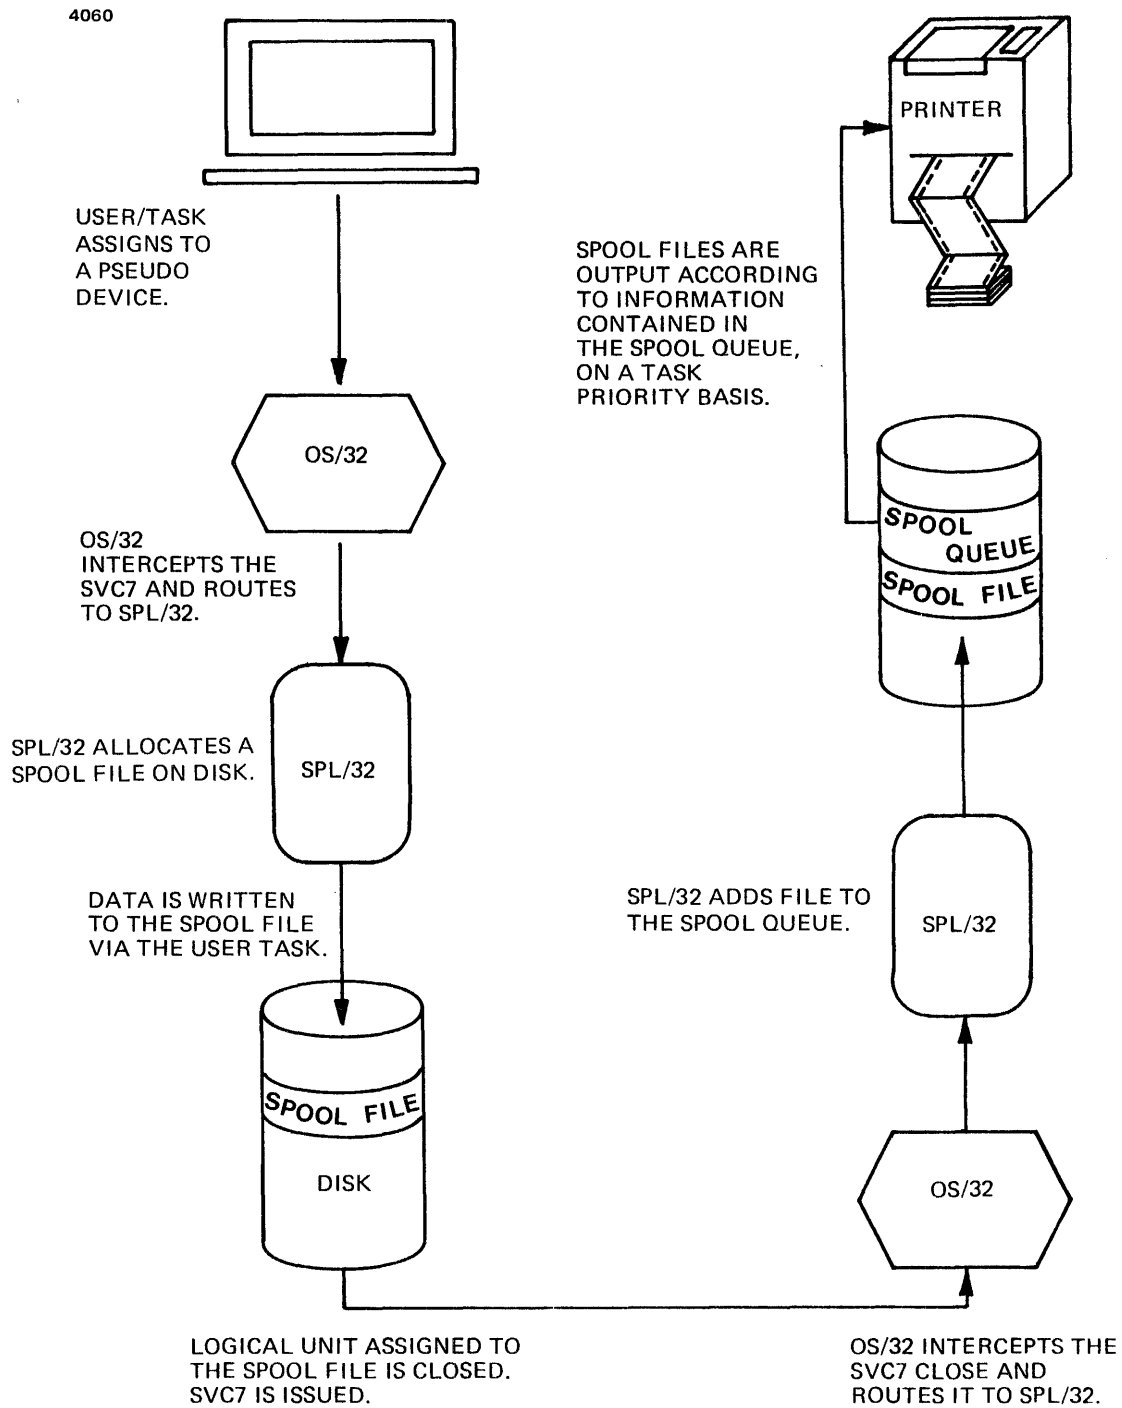 4060
USER/TASK
ASSIGNS TO
A PSEUDO
DEVICE.
OS/32
OS/32
INTERCEPTS THE
SVC7 AND ROUTES
TO SPL/32.
SPL/32 ALLOCATES A
SPOOL FILE ON DISK.
SPL/32
DATA IS WRITTEN
TO THE SPOOL FILE
VIA THE USER TASK.
SPOOL FILE
DISK
LOGICAL UNIT ASSIGNED TO
THE SPOOL FILE IS CLOSED.
SVC7 IS ISSUED.
OS/32 INTERCEPTS THE
SVC7 CLOSE AND
ROUTES IT TO SPL/32.
OS/32
SPL/32 ADDS FILE TO
THE SPOOL QUEUE.
SPL/32
SPOOL
QUEUE
SPOOL FILE
SPOOL FILES ARE
OUTPUT ACCORDING
TO INFORMATION
CONTAINED IN
THE SPOOL QUEUE,
ON A TASK
PRIORITY BASIS.
PRINTER